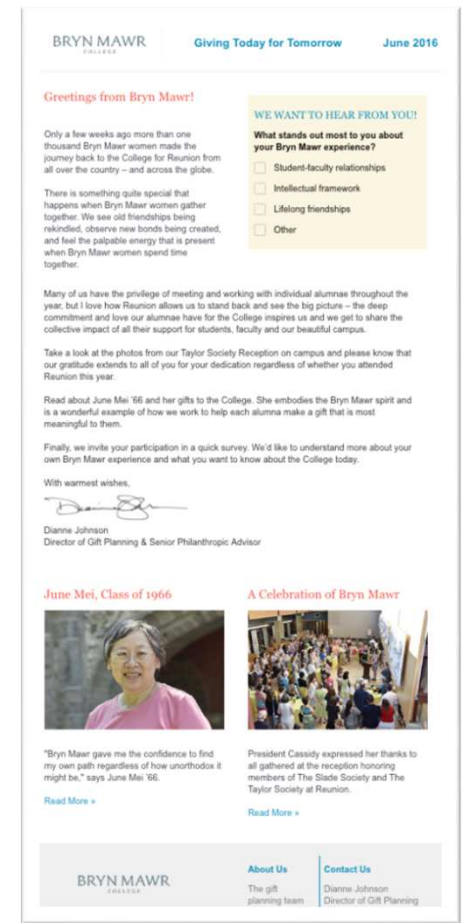 BRYN MAWR
COLLEGE
Giving Today for Tomorrow
June 2016
Greetings from Bryn Mawr!
Only a few weeks ago more than one
thousand Bryn Mawr women made the
journey back to the College for Reunion from
all over the country – and across the globe.
There is something quite special that
happens when Bryn Mawr women gather
together. We see old friendships being
rekindled, observe new bonds being created,
and feel the palpable energy that is present
when Bryn Mawr women spend time
together.
WE WANT TO HEAR FROM YOU!
What stands out most to you about
your Bryn Mawr experience?
Student-faculty relationships
Intellectual framework
Lifelong friendships
Other
Many of us have the privilege of meeting and working with individual alumnae throughout the
year, but I love how Reunion allows us to stand back and see the big picture – the deep
commitment and love our alumnae have for the College inspires us and we get to share the
collective impact of all their support for students, faculty and our beautiful campus.
Take a look at the photos from our Taylor Society Reception on campus and please know that
our gratitude extends to all of you for your dedication regardless of whether you attended
Reunion this year.
Read about June Mei '66 and her gifts to the College. She embodies the Bryn Mawr spirit and
is a wonderful example of how we work to help each alumna make a gift that is most
meaningful to them.
Finally, we invite your participation in a quick survey. We'd like to understand more about your
own Bryn Mawr experience and what you want to know about the College today.
With warmest wishes,
Dianne Johnson
Director of Gift Planning & Senior Philanthropic Advisor
June Mei, Class of 1966
"Bryn Mawr gave me the confidence to find
my own path regardless of how unorthodox it
might be," says June Mei '66.
Read More »
A Celebration of Bryn Mawr
President Cassidy expressed her thanks to
all gathered at the reception honoring
members of The Slade Society and The
Taylor Society at Reunion.
Read More »
BRYN MAWR
COLLEGE
About Us
The gift
planning team
Contact Us
Dianne Johnson
Director of Gift Planning